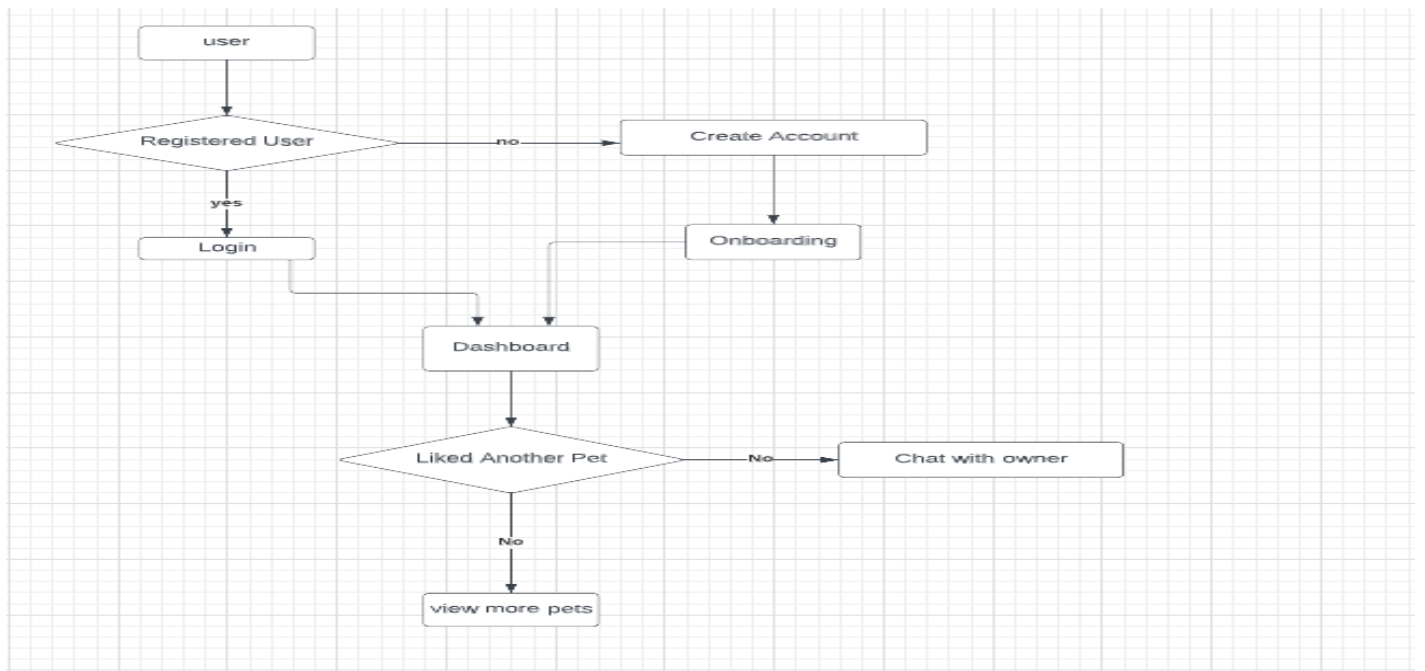 user
Registered User
no
Create Account
yes
Login
Onboarding
Dashboard
Liked Another Pet
No
Chat with owner
No
view more pets